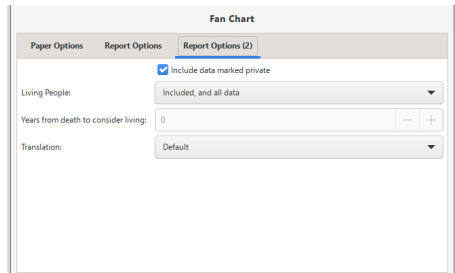 Fan Chart
Paper Options Report Options Report Options (2)
Include data marked private
Living People: Included, and all data
Years from death to consider living: 0
Translation: Default